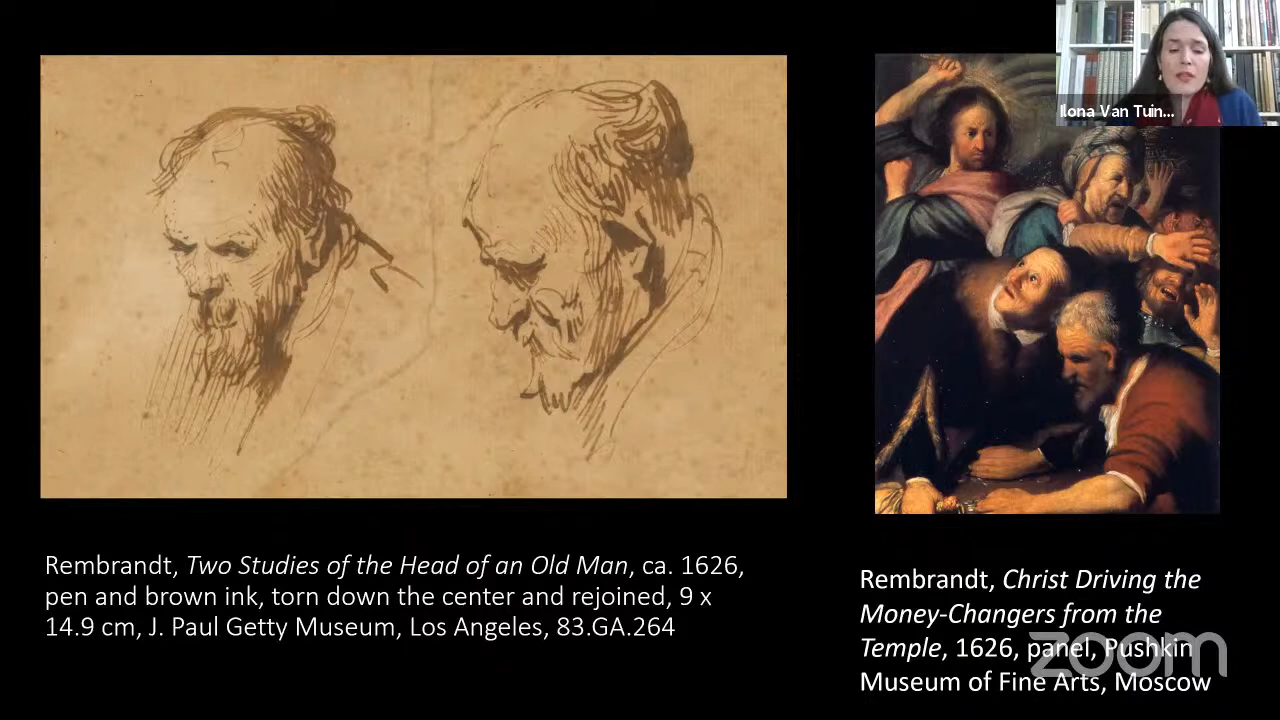 Ilona Van Tuin...
Rembrandt, Two Studies of the Head of an Old Man, ca. 1626,
pen and brown ink, torn down the center and rejoined, 9 x
14.9 cm, J. Paul Getty Museum, Los Angeles, 83.GA.264
Rembrandt, Christ Driving the
Money-Changers from the
Temple, 1626, panel, Pushkin
Museum of Fine Arts, Moscow
zoom